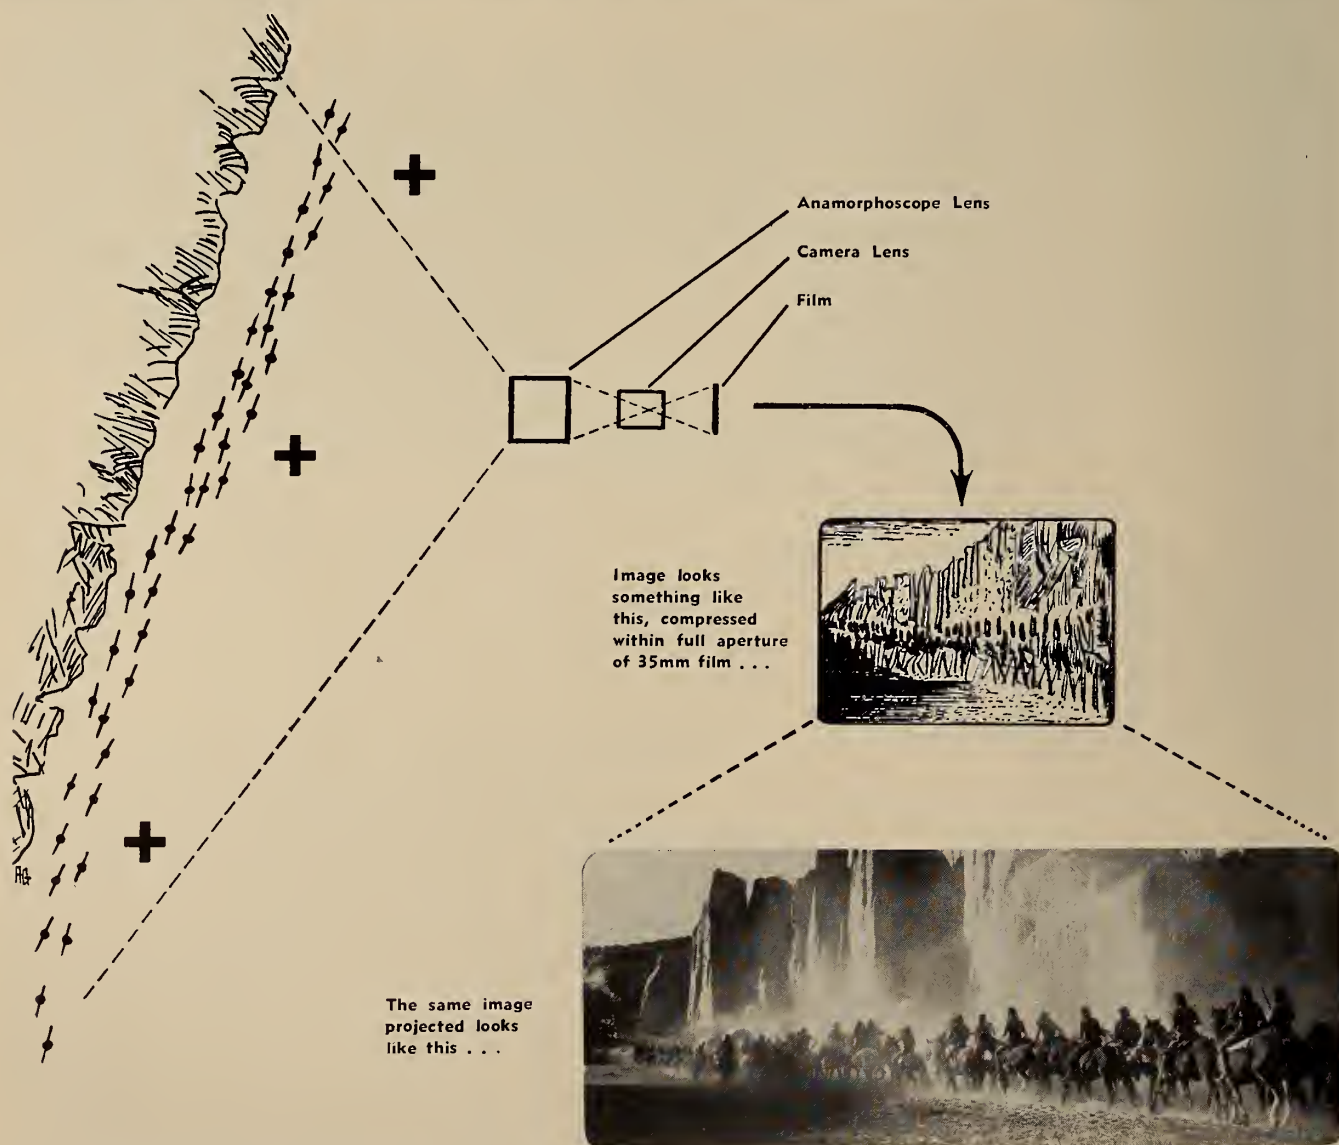 Anamorphoscope Lens
Camera Lens
Film
Image looks
something like
this, compressed
within full aperture
of 35mm film . . .
The same image
projected looks
like this . . .